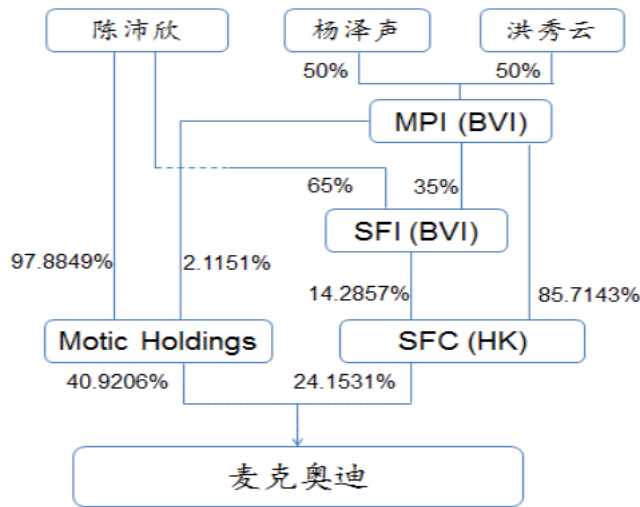 陈沛欣
杨泽声
洪秀云
50%
50%
MPI (BVI)
65%
35%
SFI (BVI)
97.8849%
2.1151%
14.2857%
85.7143%
Motic Holdings
SFC (HK)
40.9206%
24.1531%
麦克奥迪